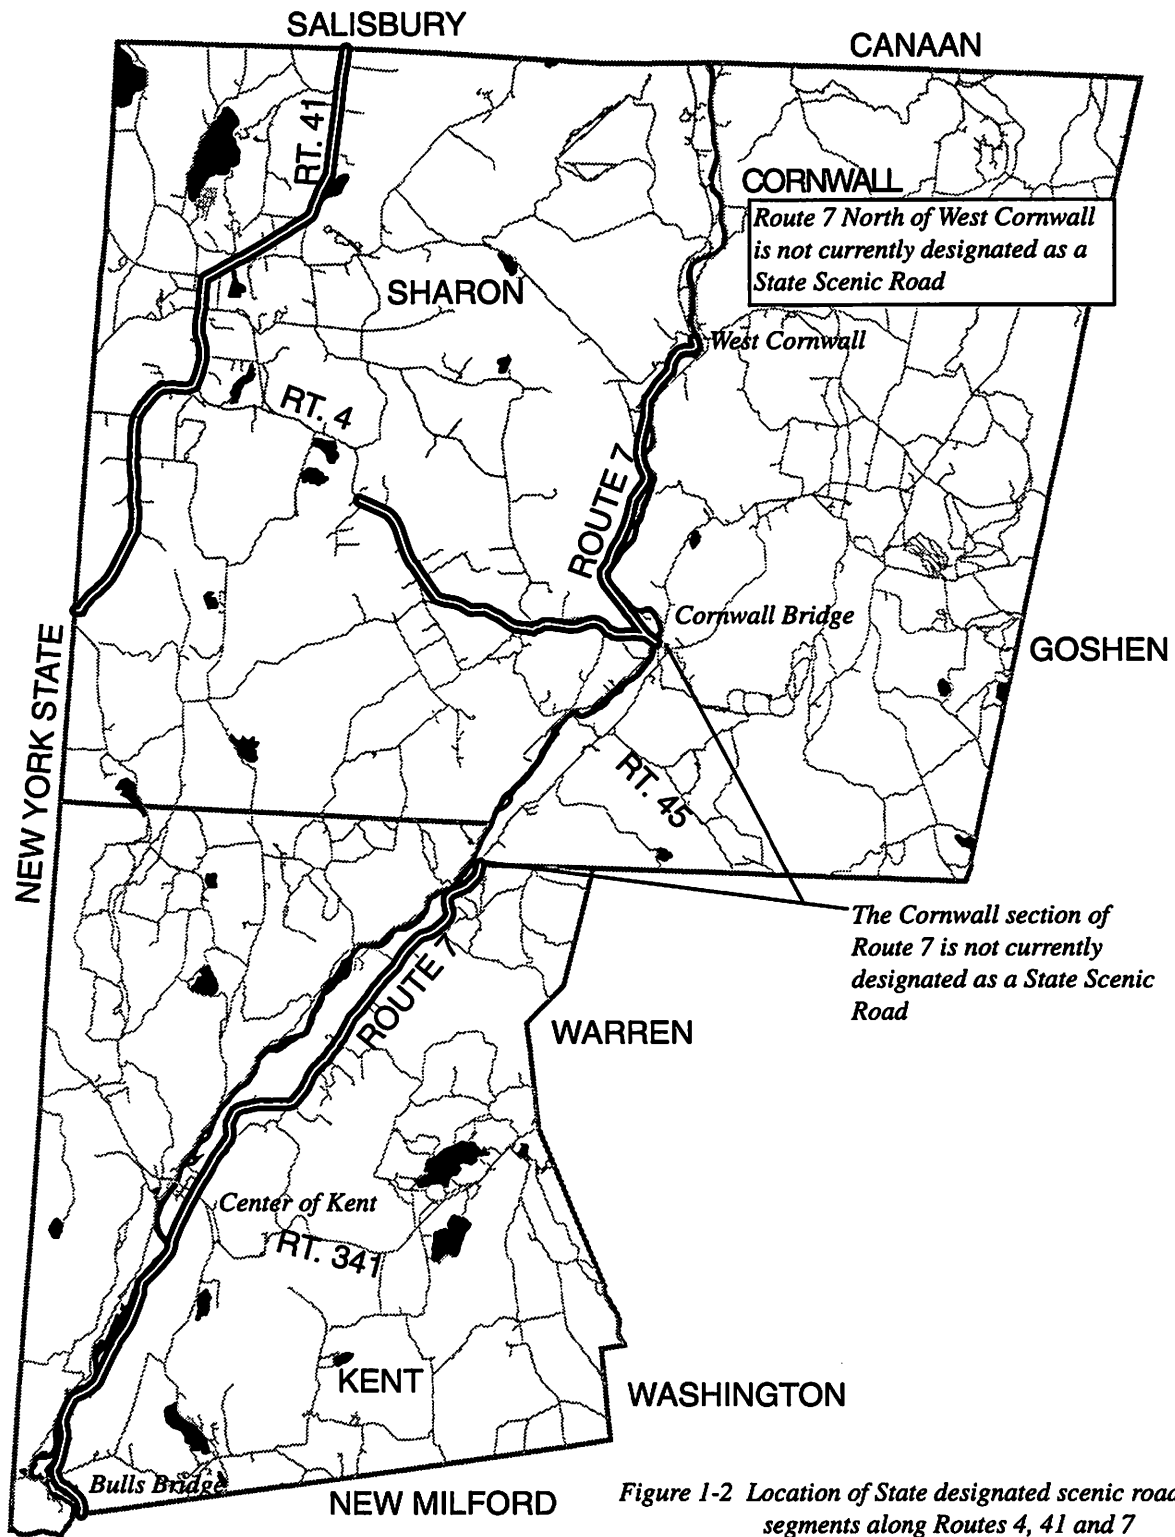 SALISBURY
CANAAN
RT. 41
CORNWALL
Route 7 North of West Cornwall
is not currently designated as a
State Scenic Road
SHARON
West Cornwall
RT. 4
ROUTE 7
Cornwall Bridge
GOSHEN
NEW YORK STATE
RT. 45
The Cornwall section of
Route 7 is not currently
designated as a State Scenic
Road
ROUTE 7
WARREN
Center of Kent
RT. 341
KENT
WASHINGTON
Bulls Bridge
NEW MILFORD
Figure 1-2 Location of State designated scenic road
segments along Routes 4, 41 and 7